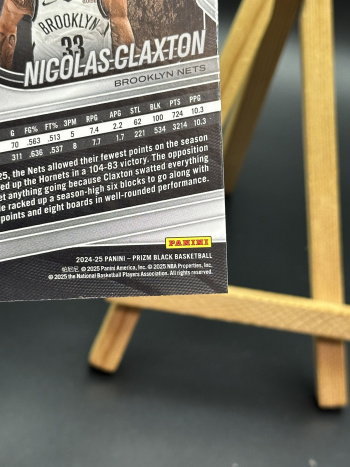 BROOKLYN
33
NICOLAS CLAXTON
BROOKLYN NETS
G FG% FT% 3PM RPG APG STL BLK PTS PPG
70 .563 .513 5 7.4 2.2 62 100 724 10.3
311 .636 .537 8 7.7 1.7 221 534 3214 10.3
25, the Nets allowed their fewest points on the season
ed up the Hornets in a 104-83 victory. The opposition
et anything going because Claxton swatted everything
e racked up a season-high six blocks to go along with
points and eight boards in well-rounded performance.
PANINI
2024-25 PANINI – PRIZM BLACK BASKETBALL
帕尼尼 © 2025 Panini America, Inc. © 2025 NBA Properties, Inc.
© 2025 the National Basketball Players Association. All rights reserved.